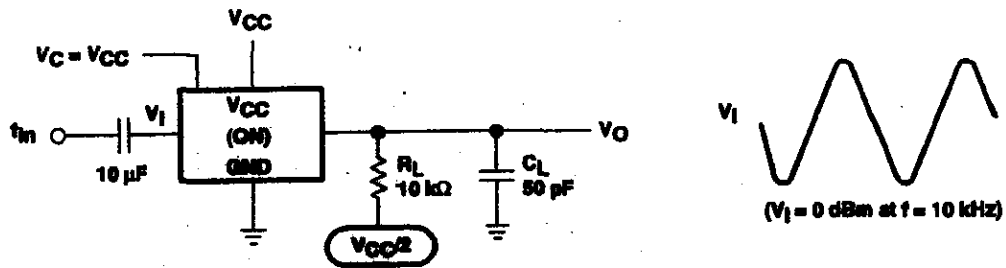 VCC
VC = VCC
fin
VI
10 µF
VCC
(ON)
GND
VO
RL
10 kΩ
CL
50 pF
VCC/2
VI
(VI = 0 dBm at f = 10 kHz)